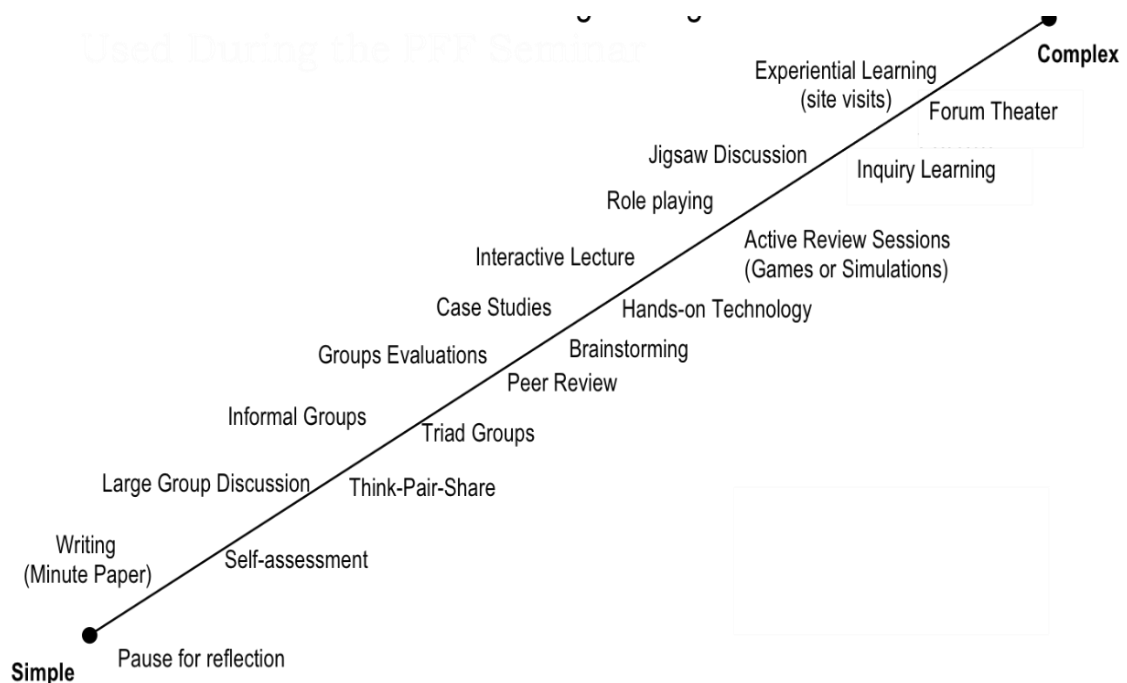 Used During the PFF Seminar
Complex
Experiential Learning
(site visits)
Forum Theater
Jigsaw Discussion
Inquiry Learning
Role playing
Active Review Sessions
(Games or Simulations)
Interactive Lecture
Case Studies
Hands-on Technology
Groups Evaluations
Brainstorming
Peer Review
Informal Groups
Triad Groups
Large Group Discussion
Think-Pair-Share
Writing
(Minute Paper)
Self-assessment
Pause for reflection
Simple